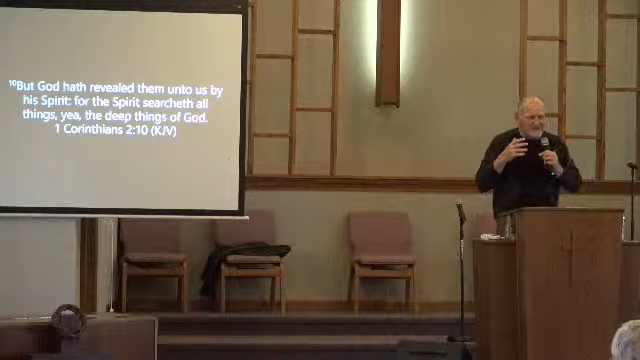 ¹⁰But God hath revealed them unto us by
his Spirit: for the Spirit searcheth all
things, yea, the deep things of God.
1 Corinthians 2:10 (KJV)